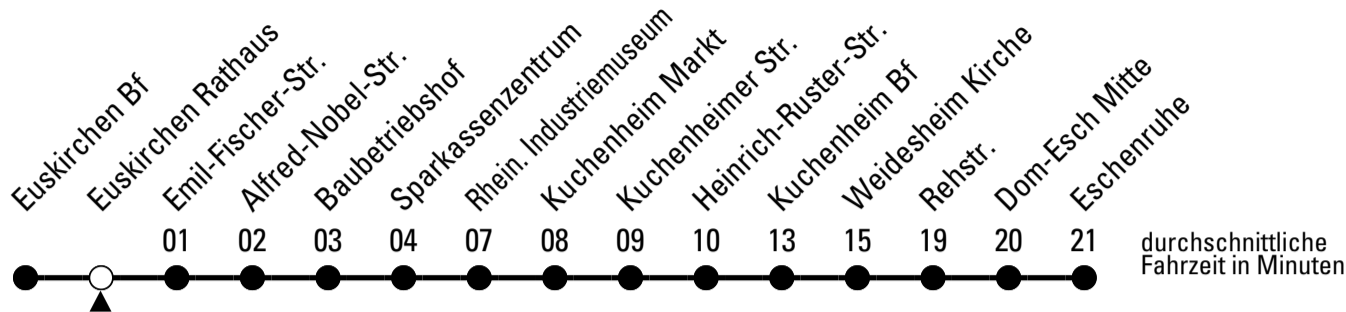 Euskirchen Bf
Euskirchen Rathaus
Emil-Fischer-Str.
Alfred-Nobel-Str.
Baubetriebshof
Sparkassenzentrum
Rhein. Industriemuseum
Kuchenheim Markt
Kuchenheimer Str.
Heinrich-Ruster-Str.
Kuchenheim Bf
Weidesheim Kirche
Rehstr.
Dom-Esch Mitte
Eschenruhe
01 02 03 04 07 08 09 10 13 15 19 20 21
durchschnittliche
Fahrzeit in Minuten